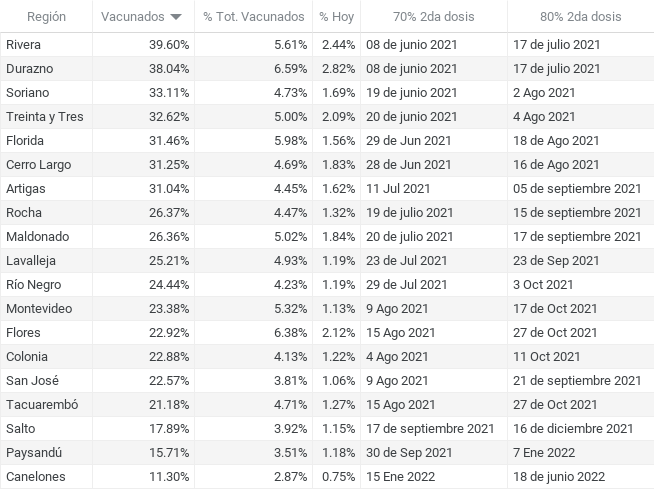 Región Vacunados % Tot. Vacunados % Hoy 70% 2da dosis 80% 2da dosis
Rivera 39.60% 5.61% 2.44% 08 de junio 2021 17 de julio 2021
Durazno 38.04% 6.59% 2.82% 08 de junio 2021 17 de julio 2021
Soriano 33.11% 4.73% 1.69% 19 de junio 2021 2 Ago 2021
Treinta y Tres 32.62% 5.00% 2.09% 20 de junio 2021 4 Ago 2021
Florida 31.46% 5.98% 1.56% 29 de Jun 2021 18 de Ago 2021
Cerro Largo 31.25% 4.69% 1.83% 28 de Jun 2021 16 de Ago 2021
Artigas 31.04% 4.45% 1.62% 11 Jul 2021 05 de septiembre 2021
Rocha 26.37% 4.47% 1.32% 19 de julio 2021 15 de septiembre 2021
Maldonado 26.36% 5.02% 1.84% 20 de julio 2021 17 de septiembre 2021
Lavalleja 25.21% 4.93% 1.19% 23 de Jul 2021 23 de Sep 2021
Río Negro 24.44% 4.23% 1.19% 29 de Jul 2021 3 Oct 2021
Montevideo 23.38% 5.32% 1.13% 9 Ago 2021 17 de Oct 2021
Flores 22.92% 6.38% 2.12% 15 Ago 2021 27 de Oct 2021
Colonia 22.88% 4.13% 1.22% 4 Ago 2021 11 Oct 2021
San José 22.57% 3.81% 1.06% 9 Ago 2021 21 de septiembre 2021
Tacuarembó 21.18% 4.71% 1.27% 15 Ago 2021 27 de Oct 2021
Salto 17.89% 3.92% 1.15% 17 de septiembre 2021 16 de diciembre 2021
Paysandú 15.71% 3.51% 1.18% 30 de Sep 2021 7 Ene 2022
Canelones 11.30% 2.87% 0.75% 15 Ene 2022 18 de junio 2022